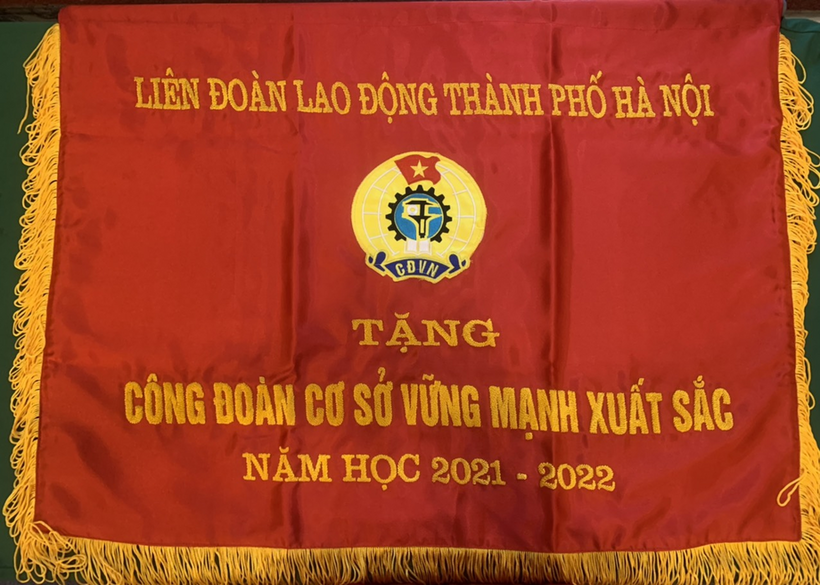 LIÊN ĐOÀN LAO ĐỘNG THÀNH PHỐ HÀ NỘI
CĐVN
TẶNG
CÔNG ĐOÀN CƠ SỞ VỮNG MẠNH XUẤT SẮC
NĂM HỌC 2021 - 2022